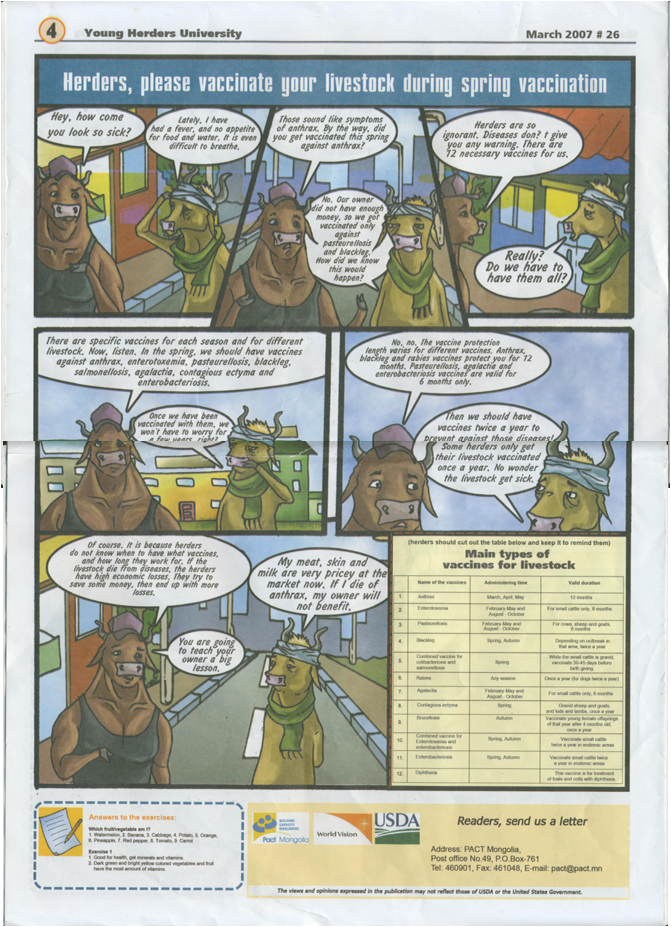 4
Young Herders University
March 2007 # 26
Herders, please vaccinate your livestock during spring vaccination
Hey, how come
you look so sick?
Lately, I have
had a fever, and no appetite
for food and water. It is even
difficult to breathe.
Those sound like symptoms
of anthrax. By the way, did
you get vaccinated this spring
against anthrax?
No, Our owner
did not have enough
money, so we got
vaccinated only
against
pasteurellosis
and blackleg.
How did we know
this would
happen?
Herders are so
ignorant. Diseases don? t give
you any warning. There are
12 necessary vaccines for us.
Really?
Do we have to
have them all?
There are specific vaccines for each season and for different
livestock. Now, listen. In the spring, we should have vaccines
against anthrax, enterotoxemia, pasteurellosis, blackleg,
salmonellosis, agalactia, contagious ectyma and
enterobacteriosis.
Once we have been
vaccinated with them, we
won't have to worry for
a few years, right?
No, no. The vaccine protection
length varies for different vaccines. Anthrax,
blackleg and rabies vaccines protect you for 12
months. Pasteurellosis, agalactia and
enterobacteriosis vaccines are valid for
6 months only.
Then we should have
vaccines twice a year to
prevent against those diseases!
Some herders only get
their livestock vaccinated
once a year. No wonder
the livestock get sick.
Of course. It is because herders
do not know when to have what vaccines,
and how long they work for. If the
livestock die from diseases, the herders
have high economic losses. They try to
save some money, then end up with more
losses.
You are going
to teach your
owner a big
lesson.
My meat, skin and
milk are very pricey at the
market now. If I die of
anthrax, my owner will
not benefit.
(herders should cut out the table below and keep it to remind them)
Main types of
vaccines for livestock
Name of the vaccines Administering time Valid duration
1. Anthrax March, April, May 12 months
2. Enterotoxemia February-May and August - October For small cattle only, 6 months
3. Pasteurellosis February-May and August - October For cows, sheep and goats, 6 months
4. Blackleg Spring, Autumn Depending on outbreak in that area, twice a year
5. Combined vaccine for colibacteriosis and salmonellosis Spring While the small cattle is gravid, vaccinate 30-45 days before birth giving
6. Rabies Any season Once a year (for dogs twice a year)
7. Agalactia February-May and August - October For small cattle only, 6 months
8. Contagious ectyma Spring Gravid sheep and goats, and kids and lambs, once a year
9. Brucellosis Autumn Vaccinate young female offsprings of that year after 4 months old, once a year
10. Combined vaccine for Enterotoxemia and enterobacteriosis Spring, Autumn Vaccinate small cattle twice a year in endemic areas
11. Enterobacteriosis Spring, Autumn Vaccinate small cattle twice a year in endemic areas
12. Diphtheria This vaccine is for treatment of foals and colts with diphtheria.
Answers to the exercises:
Which fruit/vegetable am I?
1. Watermelon, 2. Banana, 3. Cabbage, 4. Potato, 5. Orange,
6. Pineapple, 7. Red pepper, 8. Tomato, 9. Carrot
Exercise 1
1. Good for health, get minerals and vitamins.
2. Dark green and bright yellow colored vegetables and fruit
have the most amount of vitamins.
BUILDING
CAPACITY
WORLDWIDE
Pact Mongolia
World Vision
USDA
Readers, send us a letter
Address: PACT Mongolia,
Post office No.49, P.O.Box-761
Tel: 460901, Fax: 461048, E-mail: pact@pact.mn
The views and opinions expressed in the publication may not reflect those of USDA or the United States Government.